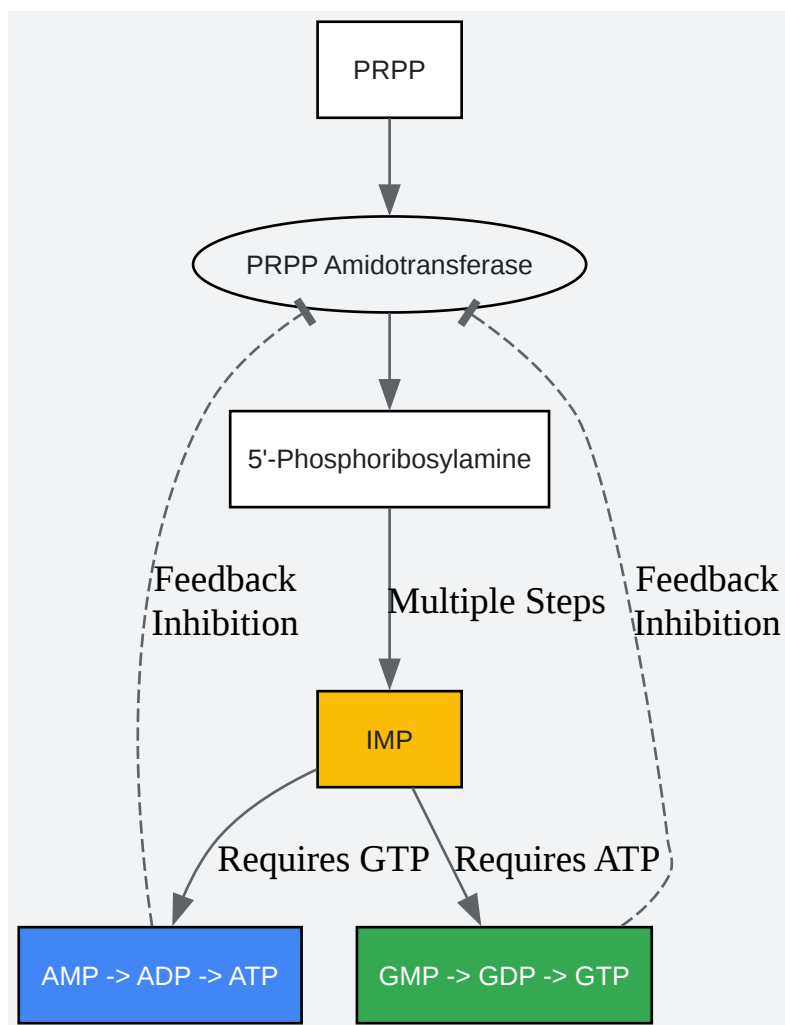 PRPP
PRPP Amidotransferase
5'-Phosphoribosylamine
Feedback
Inhibition
Multiple Steps
Feedback
Inhibition
IMP
Requires GTP
Requires ATP
AMP -> ADP -> ATP
GMP -> GDP -> GTP